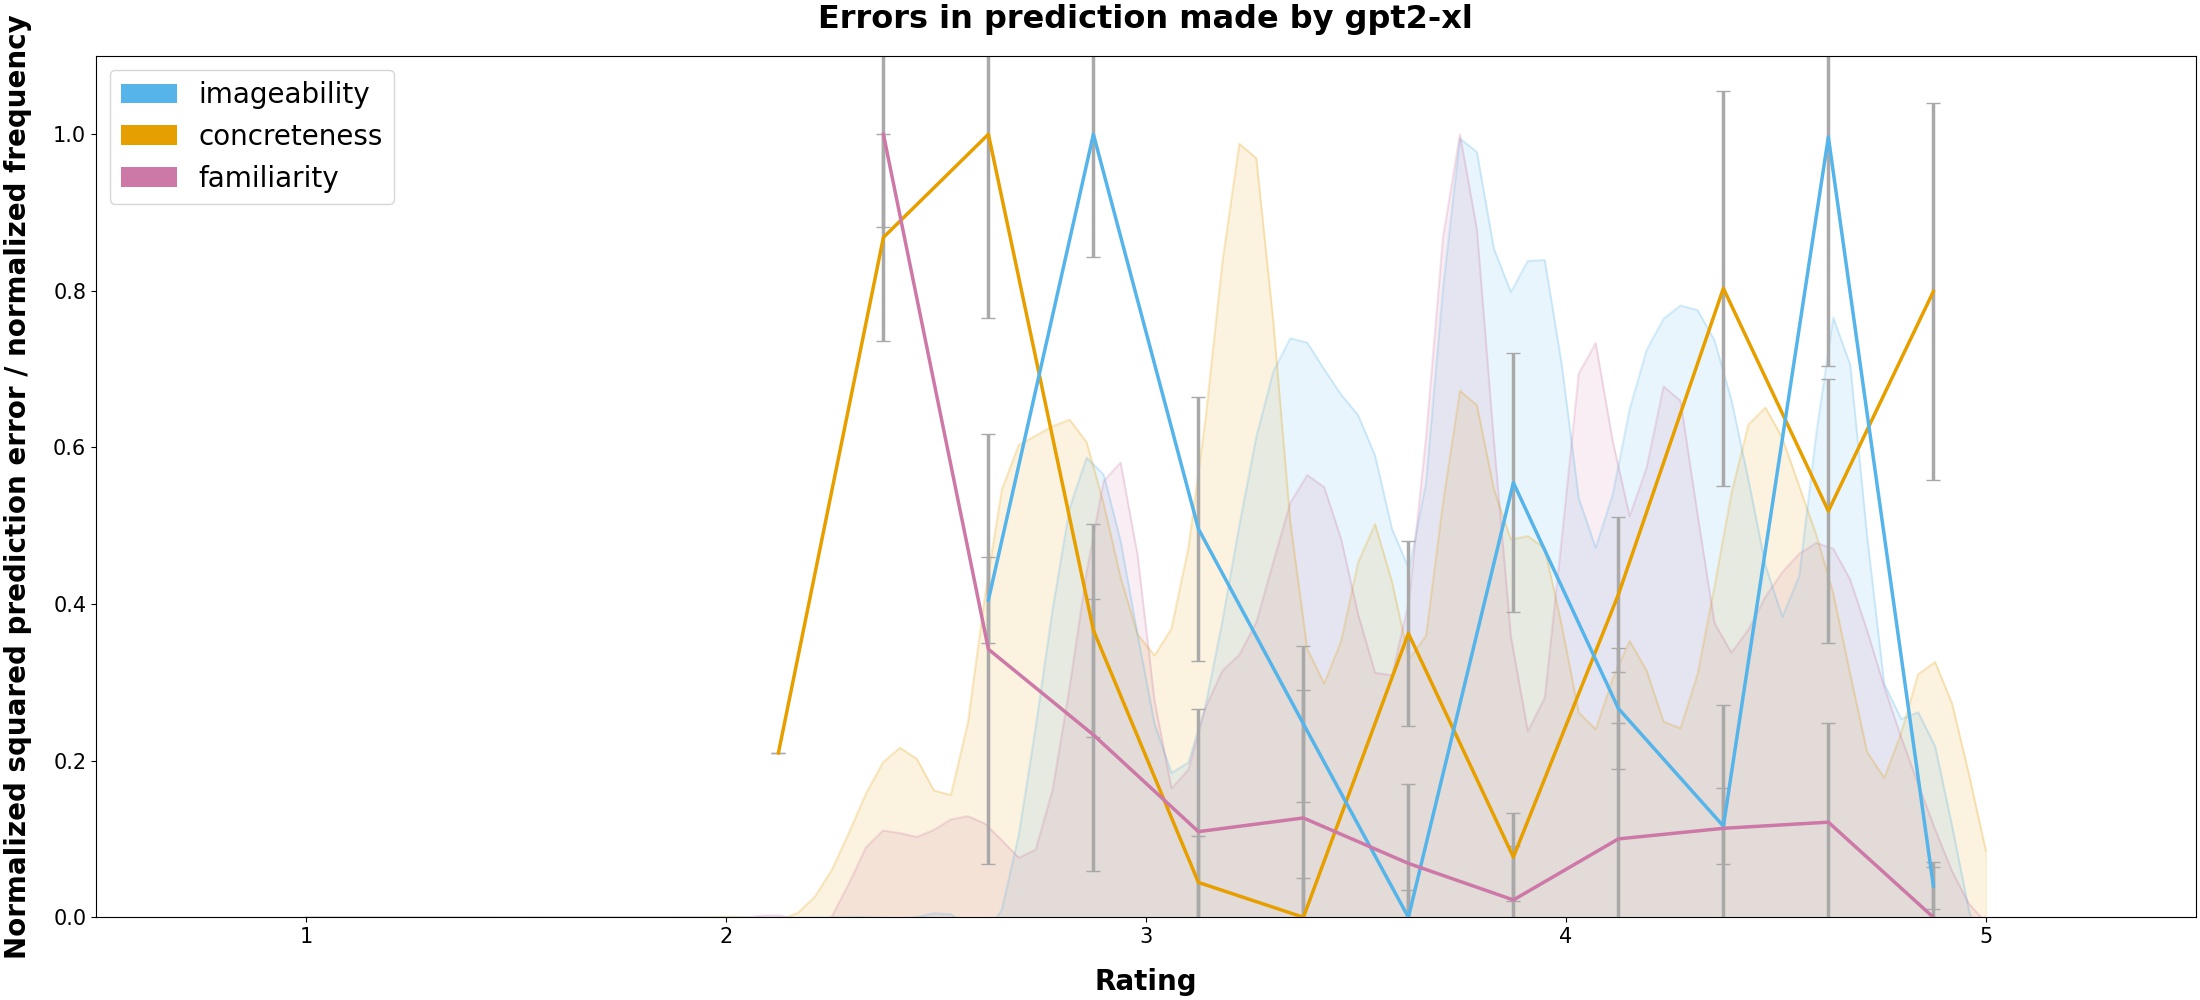 Errors in prediction made by gpt2-xl
Normalized squared prediction error / normalized frequency
imageability
concreteness
familiarity
1.0
0.8
0.6
0.4
0.2
0.0
1 2 3 4 5
Rating